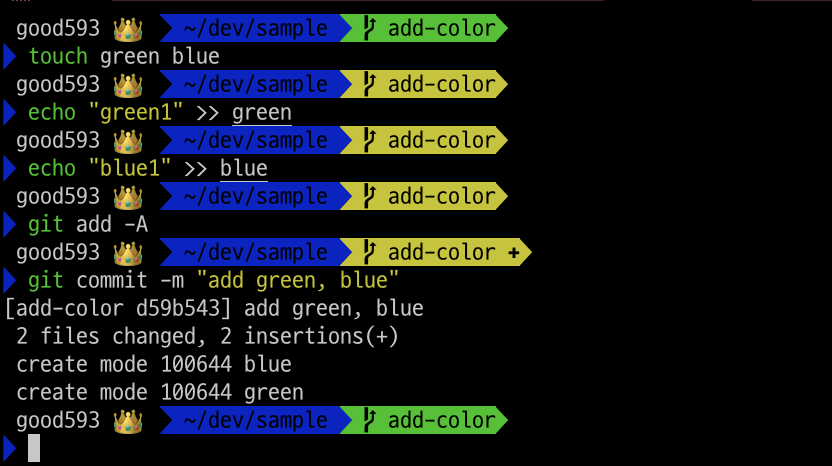 good593 👑 ~/dev/sample add-color
touch green blue
good593 👑 ~/dev/sample add-color
echo "green1" >> green
good593 👑 ~/dev/sample add-color
echo "blue1" >> blue
good593 👑 ~/dev/sample add-color
git add -A
good593 👑 ~/dev/sample add-color +
git commit -m "add green, blue"
[add-color d59b543] add green, blue
2 files changed, 2 insertions(+)
create mode 100644 blue
create mode 100644 green
good593 👑 ~/dev/sample add-color